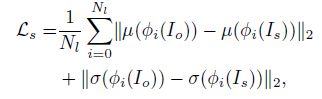 $\mathcal{L}_s = \frac{1}{N_l} \sum_{i=0}^{N_l} \| \mu(\phi_i(I_o)) - \mu(\phi_i(I_s)) \|_2$
$+ \| \sigma(\phi_i(I_o)) - \sigma(\phi_i(I_s)) \|_2,$